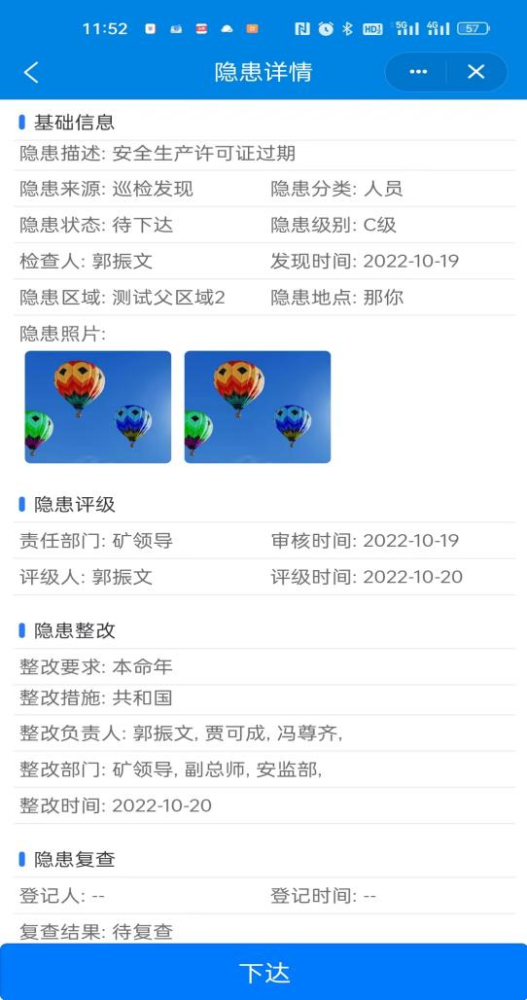 11:52 HD 5G 4G 57
隐患详情
基础信息
隐患描述: 安全生产许可证过期
隐患来源: 巡检发现 隐患分类: 人员
隐患状态: 待下达 隐患级别: C级
检查人: 郭振文 发现时间: 2022-10-19
隐患区域: 测试父区域2 隐患地点: 那你
隐患照片:
隐患评级
责任部门: 矿领导 审核时间: 2022-10-19
评级人: 郭振文 评级时间: 2022-10-20
隐患整改
整改要求: 本命年
整改措施: 共和国
整改负责人: 郭振文, 贾可成, 冯尊齐,
整改部门: 矿领导, 副总师, 安监部,
整改时间: 2022-10-20
隐患复查
登记人: -- 登记时间: --
复查结果: 待复查
下达